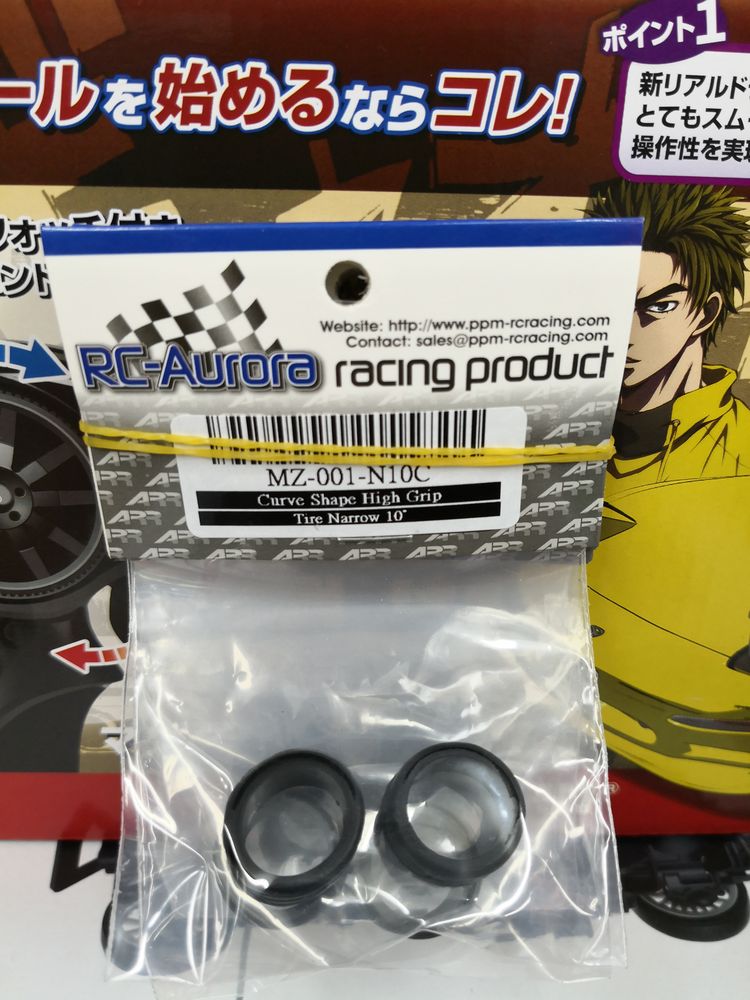 ールを始めるならコレ!
ポイント1
新リアルド
とてもスム
操作性を実現
Website: http://www.ppm-rcracing.com
Contact: sales@ppm-rcracing.com
RC-Aurora racing product
MZ-001-N10C
Curve Shape High Grip
Tire Narrow 10°
ARR